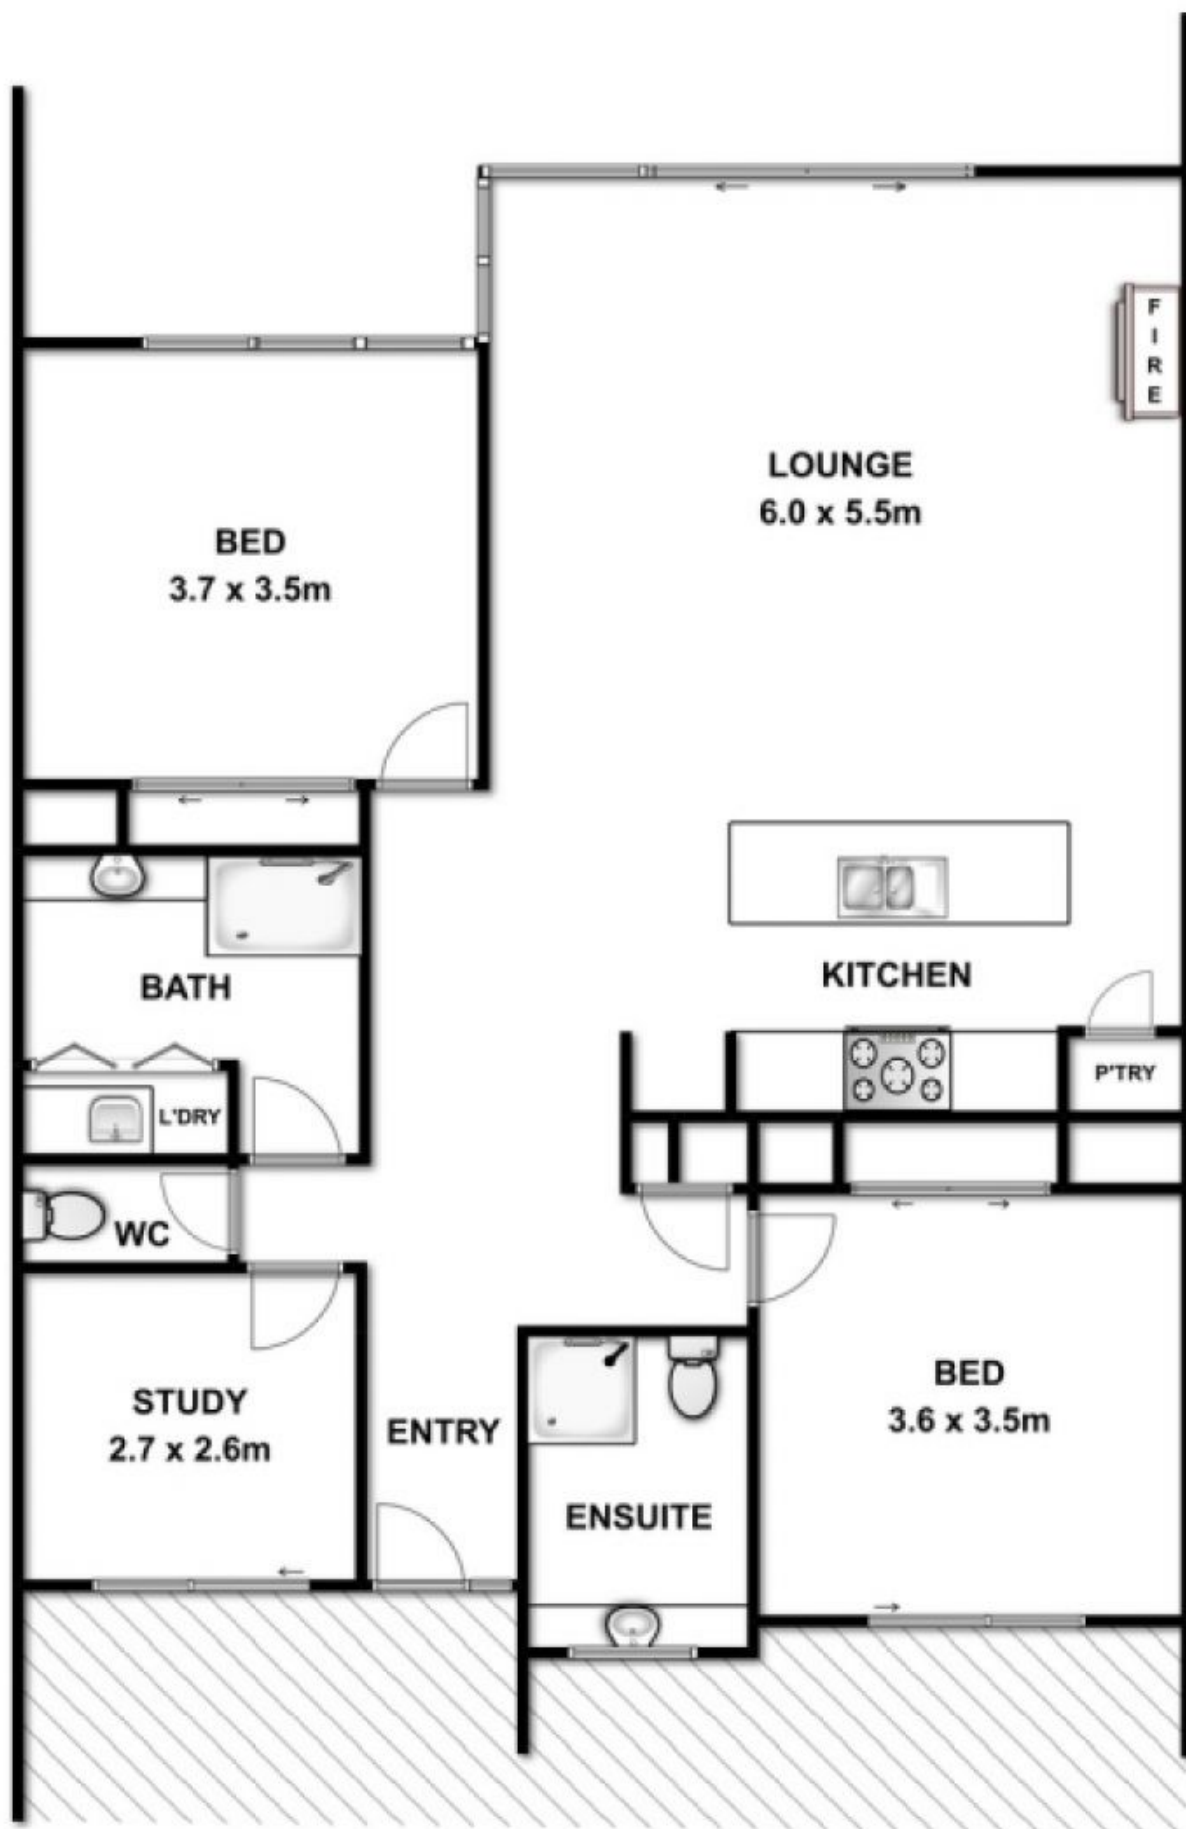 F
I
R
E
LOUNGE
6.0 x 5.5m
BED
3.7 x 3.5m
KITCHEN
BATH
P'TRY
L'DRY
WC
BED
3.6 x 3.5m
STUDY
2.7 x 2.6m
ENTRY
ENSUITE